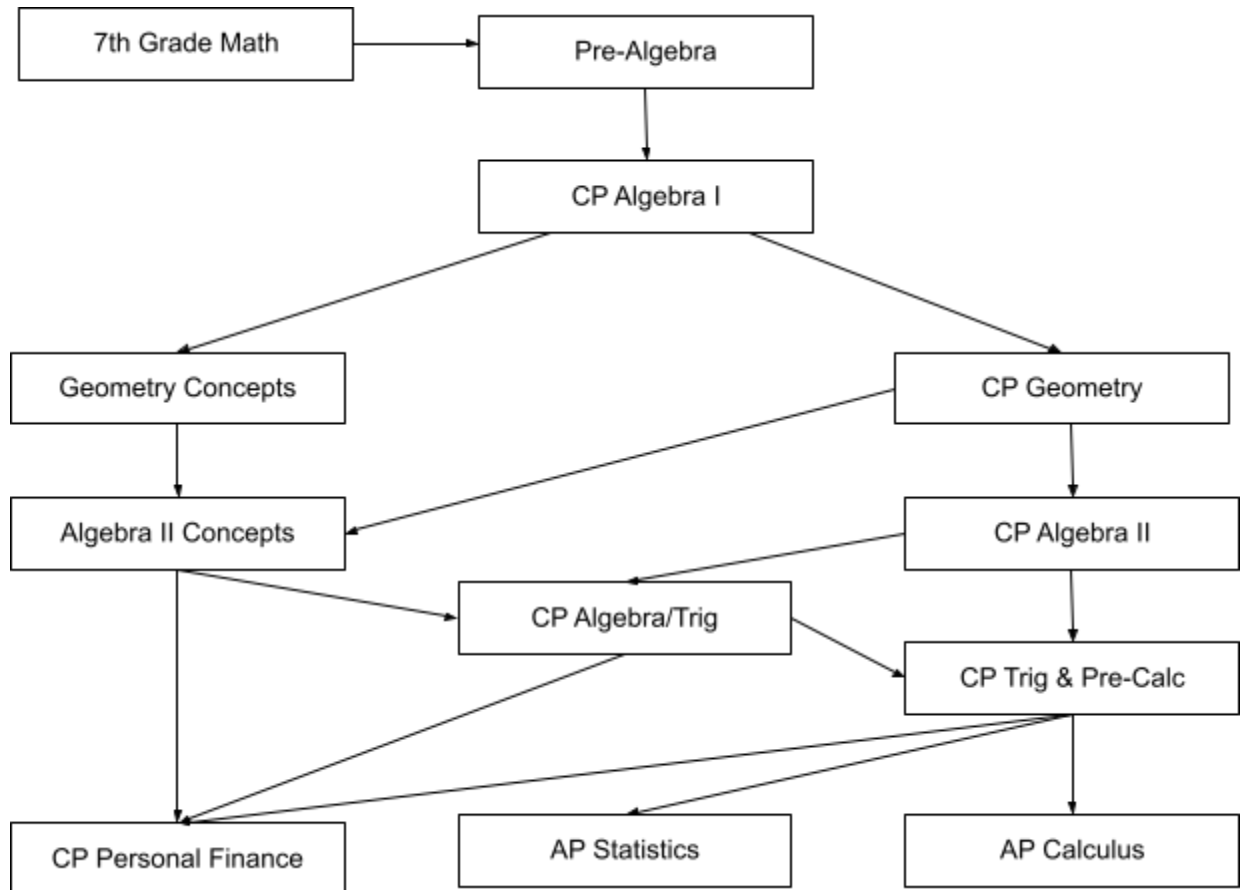 7th Grade Math
Pre-Algebra
CP Algebra I
Geometry Concepts
CP Geometry
Algebra II Concepts
CP Algebra II
CP Algebra/Trig
CP Trig & Pre-Calc
CP Personal Finance
AP Statistics
AP Calculus